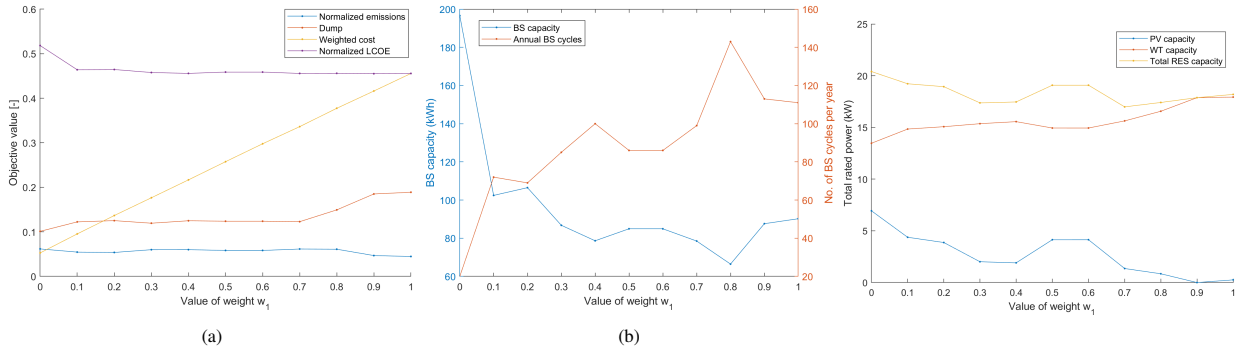 0.6
0.5
0.4
0.3
0.2
0.1
0
Objective value [-]
Normalized emissions
Dump
Weighted cost
Normalized LCOE
0 0.1 0.2 0.3 0.4 0.5 0.6 0.7 0.8 0.9 1
Value of weight w1
(a)
200
180
160
140
120
100
80
60
BS capacity (kWh)
BS capacity
Annual BS cycles
160
140
120
100
80
60
40
20
No. of BS cycles per year
0 0.1 0.2 0.3 0.4 0.5 0.6 0.7 0.8 0.9 1
Value of weight w1
(b)
25
20
15
10
5
0
Total rated power (kW)
PV capacity
WT capacity
Total RES capacity
0 0.1 0.2 0.3 0.4 0.5 0.6 0.7 0.8 0.9 1
Value of weight w1